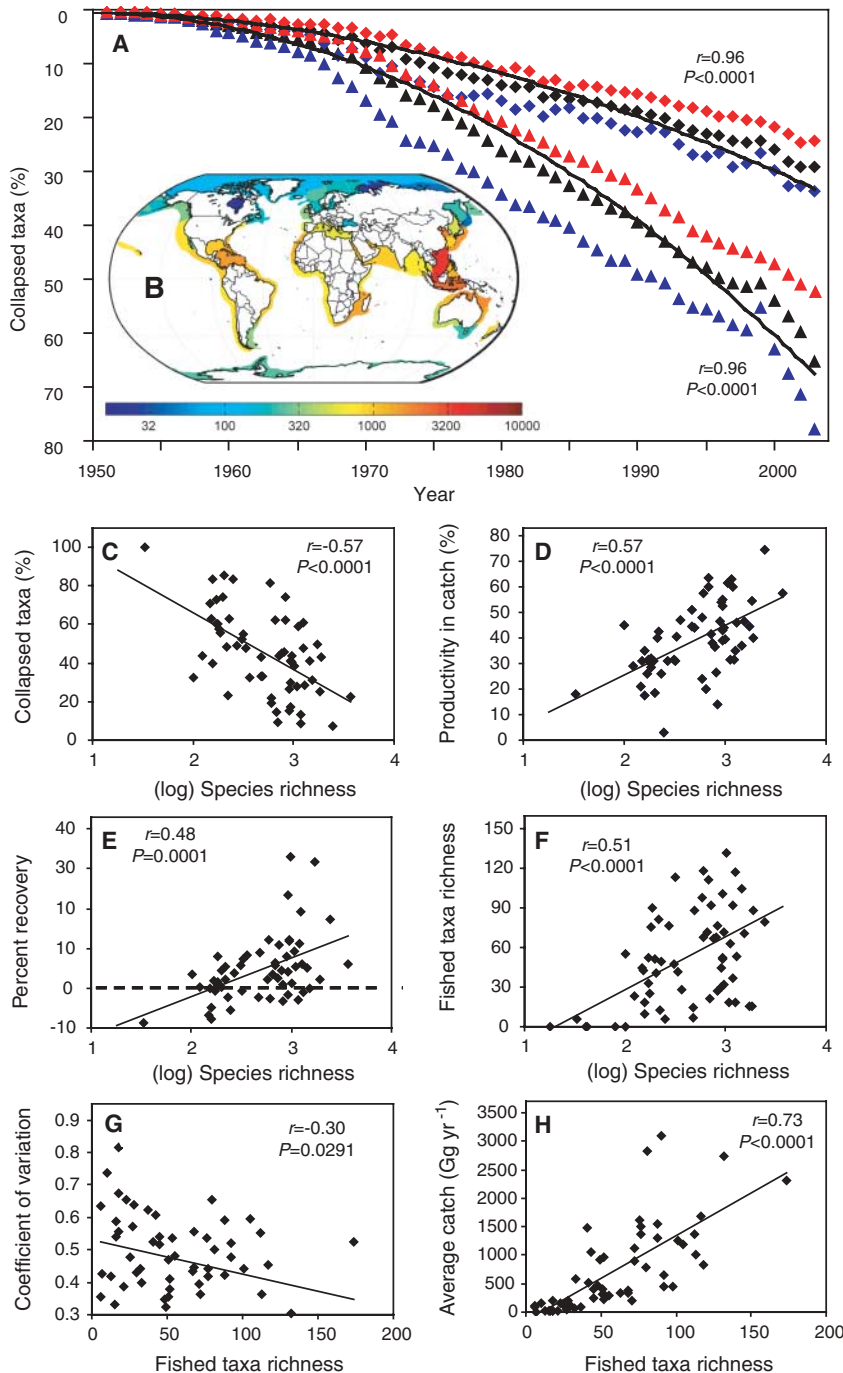 A
r=0.96
P<0.0001
Collapsed taxa (%)
0
10
20
30
40
50
60
70
80
B
32 100 320 1000 3200 10000
r=0.96
P<0.0001
1950 1960 1970 1980 1990 2000
Year
C
r=-0.57
P<0.0001
Collapsed taxa (%)
100
80
60
40
20
0
1 2 3 4
(log) Species richness
D
r=0.57
P<0.0001
Productivity in catch (%)
80
70
60
50
40
30
20
10
0
1 2 3 4
(log) Species richness
E
r=0.48
P=0.0001
Percent recovery
40
30
10
10
0
-10
1 2 3 4
(log) Species richness
F
r=0.51
P<0.0001
Fished taxa richness
150
120
90
60
30
0
1 2 3 4
(log) Species richness
G
r=-0.30
P=0.0291
Coefficient of variation
0.9
0.8
0.7
0.6
0.5
0.4
0.3
0 50 100 150 200
Fished taxa richness
H
r=0.73
P<0.0001
Average catch (Gg yr⁻¹)
3500
3000
2500
2000
1500
1000
500
0
0 50 100 150 200
Fished taxa richness